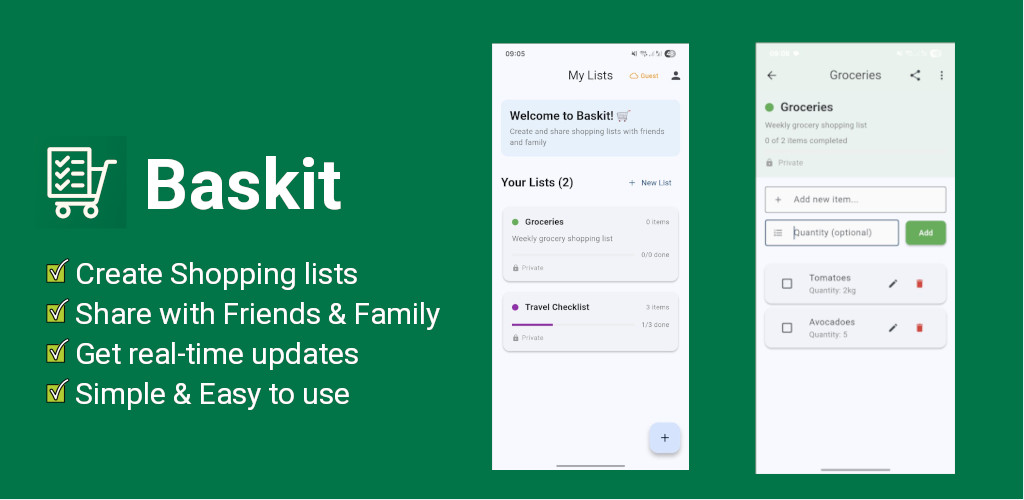 Baskit
Create Shopping lists
Share with Friends & Family
Get real-time updates
Simple & Easy to use
09:05
My Lists
Guest
Welcome to Baskit!
Create and share shopping lists with friends
and family
Your Lists (2)
+ New List
Groceries
0 items
Weekly grocery shopping list
0/0 done
Private
Travel Checklist
3 items
1/3 done
Private
+
Groceries
Groceries
Weekly grocery shopping list
0 of 2 items completed
Private
+ Add new item...
Quantity (optional)
Add
Tomatoes
Quantity: 2kg
Avocadoes
Quantity: 5